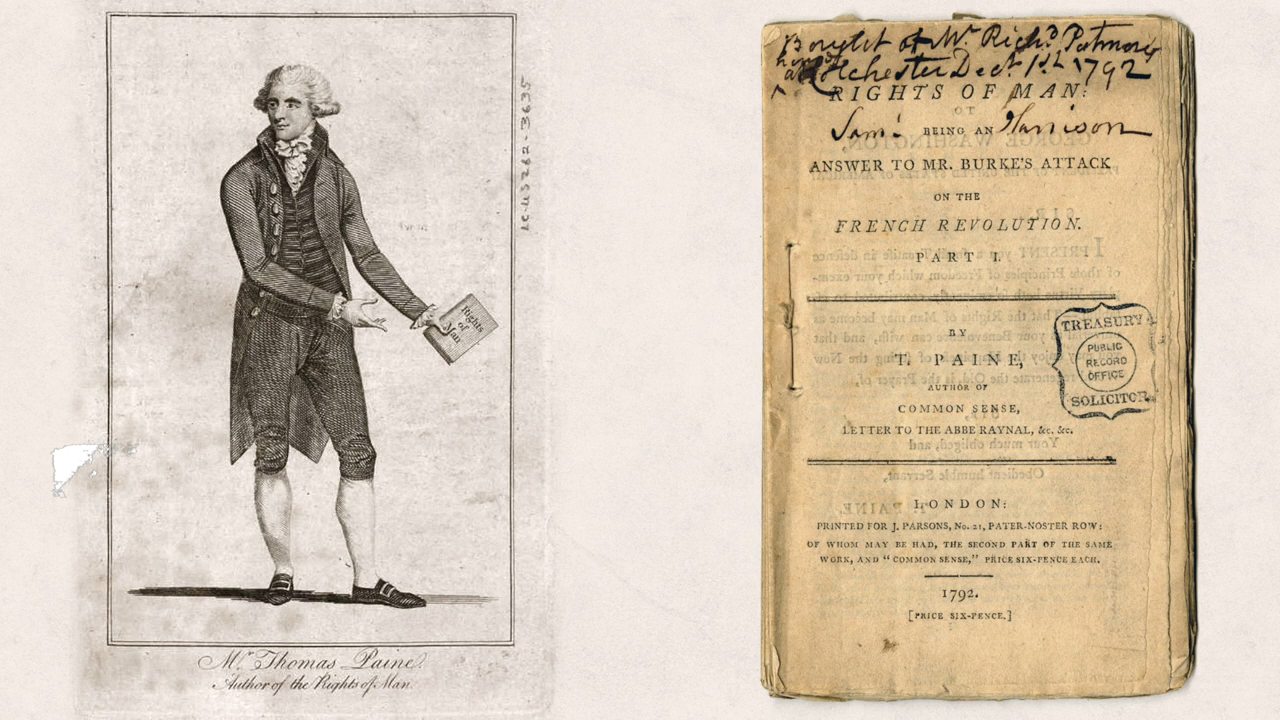 Rights
of
Man
LC-USZ62-3635
Mr. Thomas Paine.
Author of the Rights of Man.
Bought of Mr. Richd. Patmore
at Colchester Decr. 1st. 1792
RIGHTS OF MAN:
Saml. BEING AN Harrison
ANSWER TO MR. BURKE'S ATTACK
ON THE
FRENCH REVOLUTION.
PART I.
BY
T. PAINE,
AUTHOR OF
COMMON SENSE,
LETTER TO THE ABBE RAYNAL, &c. &c.
TREASURY
PUBLIC
RECORD
OFFICE
SOLICITOR
LONDON:
PRINTED FOR J. PARSONS, No. 21, PATER-NOSTER ROW:
OF WHOM MAY BE HAD, THE SECOND PART OF THE SAME
WORK, AND "COMMON SENSE," PRICE SIX-PENCE EACH.
1792.
[PRICE SIX-PENCE.]